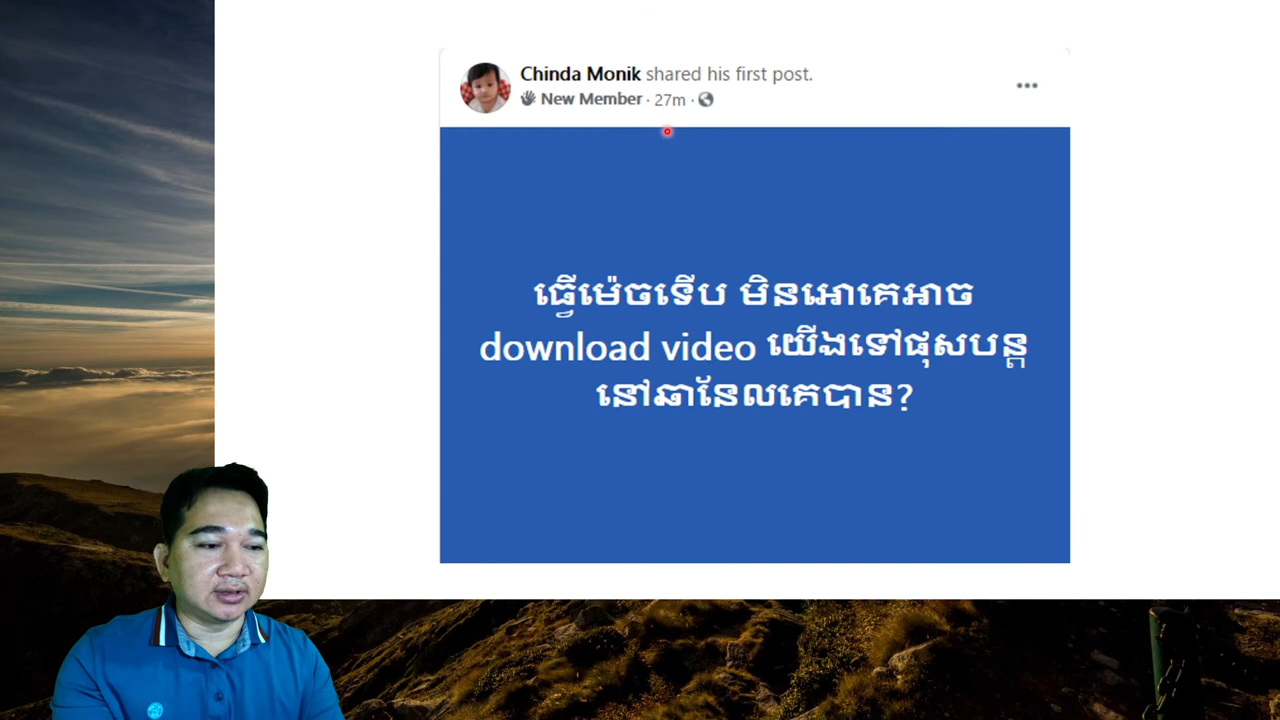 Chinda Monik shared his first post.
New Member · 27m ·
ធ្វើម៉េចទើប មិនអោគេអាច
download video យើងទៅផុសបន្ត
នៅឆានែលគេបាន?